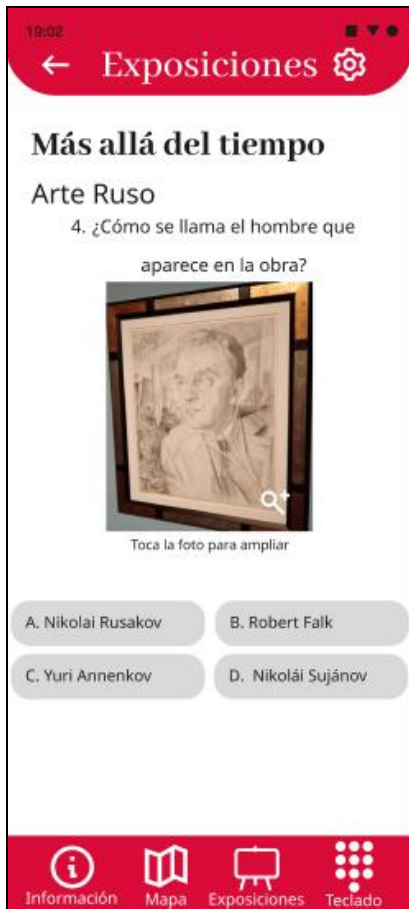 19:02
Exposiciones
Más allá del tiempo
Arte Ruso
4. ¿Cómo se llama el hombre que
aparece en la obra?
Toca la foto para ampliar
A. Nikolai Rusakov
B. Robert Falk
C. Yuri Annenkov
D. Nikolái Sujánov
Información
Mapa
Exposiciones
Teclado